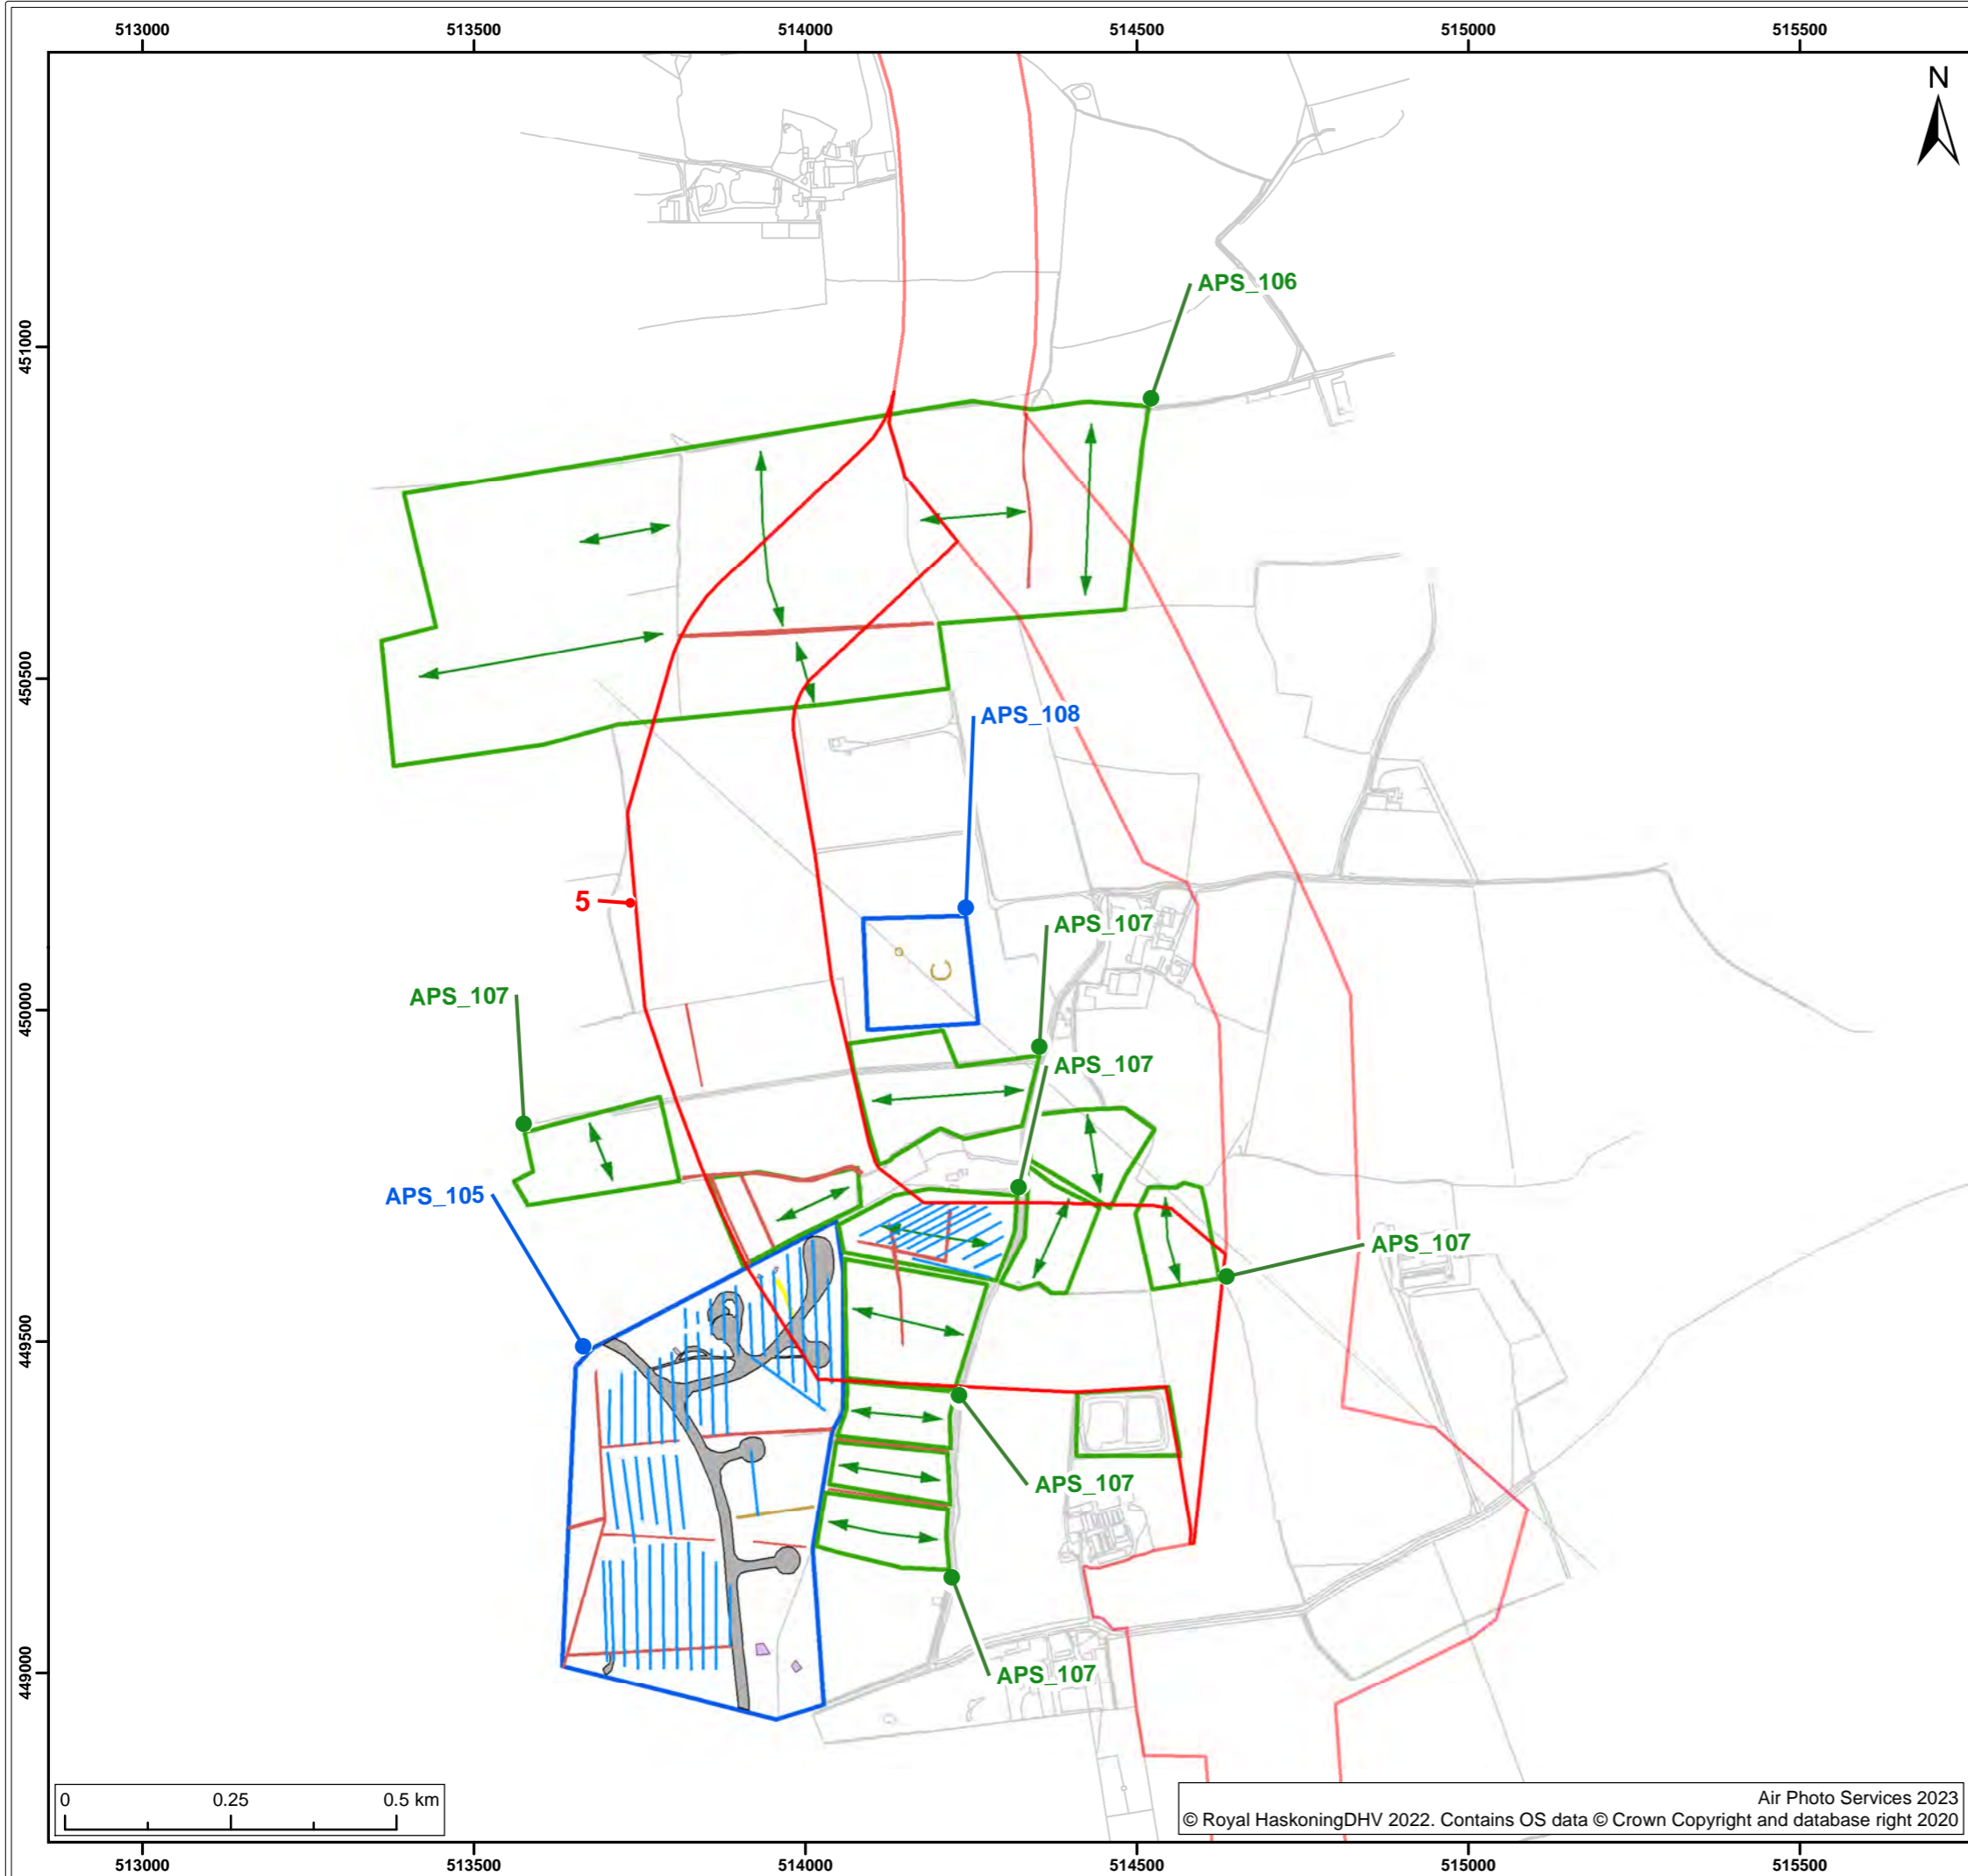 513000 513500 514000 514500 515000 515500
N
APS_106
451000
450500
APS_108
5
APS_107
APS_107
450000
APS_107
APS_105
APS_107
449500
APS_107
APS_107
449000
0 0.25 0.5 km
Air Photo Services 2023
© Royal HaskoningDHV 2022. Contains OS data © Crown Copyright and database right 2020
513000 513500 514000 514500 515000 515500